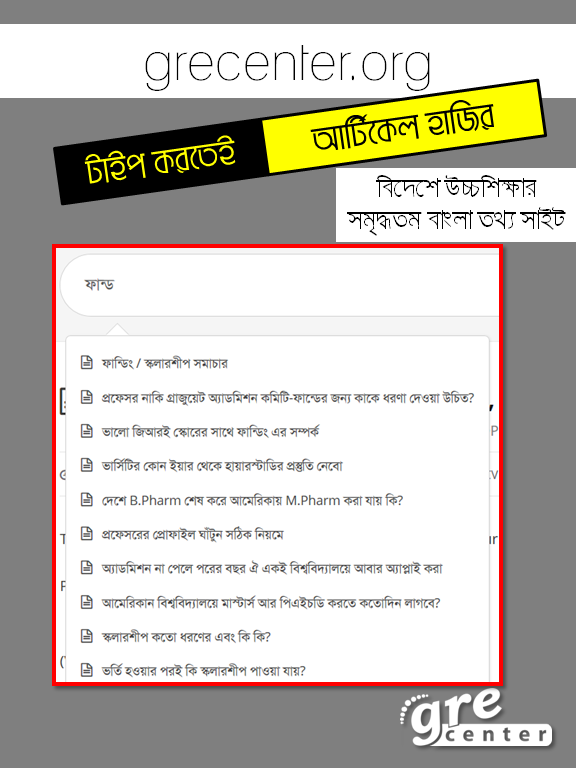 grecenter.org
টাইপ করতেই আর্টিকেল হাজির
বিদেশে উচ্চশিক্ষার
সমৃদ্ধতম বাংলা তথ্য সাইট
ফান্ড
ফান্ডিং / স্কলারশীপ সমাচার
প্রফেসর নাকি গ্রাজুয়েট অ্যাডমিশন কমিটি-ফান্ডের জন্য কাকে ধরণা দেওয়া উচিত?
ভালো জিআরই স্কোরের সাথে ফান্ডিং এর সম্পর্ক
ভার্সিটির কোন ইয়ার থেকে হায়ারস্টাডির প্রস্তুতি নেবো
দেশে B.Pharm শেষ করে আমেরিকায় M.Pharm করা যায় কি?
প্রফেসরের প্রোফাইল ঘাঁটুন সঠিক নিয়মে
অ্যাডমিশন না পেলে পরের বছর ঐ একই বিশ্ববিদ্যালয়ে আবার অ্যাপ্লাই করা
আমেরিকান বিশ্ববিদ্যালয়ে মাস্টার্স আর পিএইচডি করতে কতোদিন লাগবে?
স্কলারশীপ কতো ধরণের এবং কি কি?
ভর্তি হওয়ার পরই কি স্কলারশীপ পাওয়া যায়?
gre
center